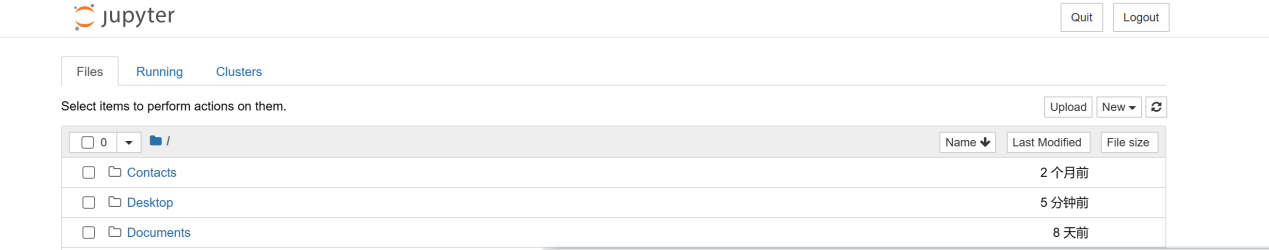 jupyter Quit Logout
Files Running Clusters
Select items to perform actions on them. Upload New
0 / Name Last Modified File size
Contacts 2 个月前
Desktop 5 分钟前
Documents 8 天前